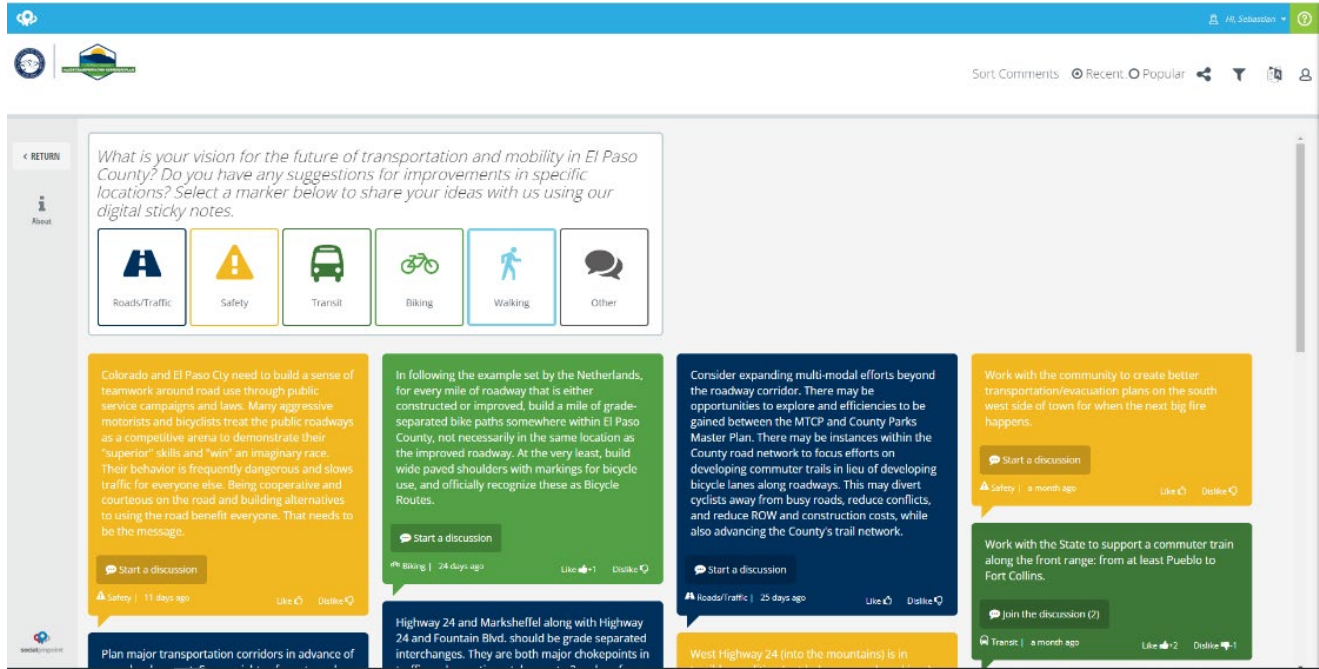 Hi, Sebastian
Sort Comments Recent Popular
< RETURN
About
What is your vision for the future of transportation and mobility in El Paso
County? Do you have any suggestions for improvements in specific
locations? Select a marker below to share your ideas with us using our
digital sticky notes.
Roads/Traffic
Safety
Transit
Biking
Walking
Other
Colorado and El Paso Cty need to build a sense of
teamwork around road use through public
service campaigns and laws. Many aggressive
motorists and bicyclists treat the public roadways
as a competitive arena to demonstrate their
"superior" skills and "win" an imaginary race.
Their behavior is frequently dangerous and slows
traffic for everyone else. Being cooperative and
courteous on the road and building alternatives
to using the road benefit everyone. That needs to
be the message.
Start a discussion
Safety | 11 days ago Like Dislike
Plan major transportation corridors in advance of
In following the example set by the Netherlands,
for every mile of roadway that is either
constructed or improved, build a mile of grade-
separated bike paths somewhere within El Paso
County, not necessarily in the same location as
the improved roadway. At the very least, build
wide paved shoulders with markings for bicycle
use, and officially recognize these as Bicycle
Routes.
Start a discussion
Biking | 24 days ago Like +1 Dislike
Highway 24 and Marksheffel along with Highway
24 and Fountain Blvd. should be grade separated
interchanges. They are both major chokepoints in
Consider expanding multi-modal efforts beyond
the roadway corridor. There may be
opportunities to explore and efficiencies to be
gained between the MTCP and County Parks
Master Plan. There may be instances within the
County road network to focus efforts on
developing commuter trails in lieu of developing
bicycle lanes along roadways. This may divert
cyclists away from busy roads, reduce conflicts,
and reduce ROW and construction costs, while
also advancing the County's trail network.
Start a discussion
Roads/Traffic | 25 days ago Like Dislike
West Highway 24 (into the mountains) is in
Work with the community to create better
transportation/evacuation plans on the south
west side of town for when the next big fire
happens.
Start a discussion
Safety | a month ago Like Dislike
Work with the State to support a commuter train
along the front range: from at least Pueblo to
Fort Collins.
Join the discussion (2)
Transit | a month ago Like +2 Dislike -1
socialpinpoint